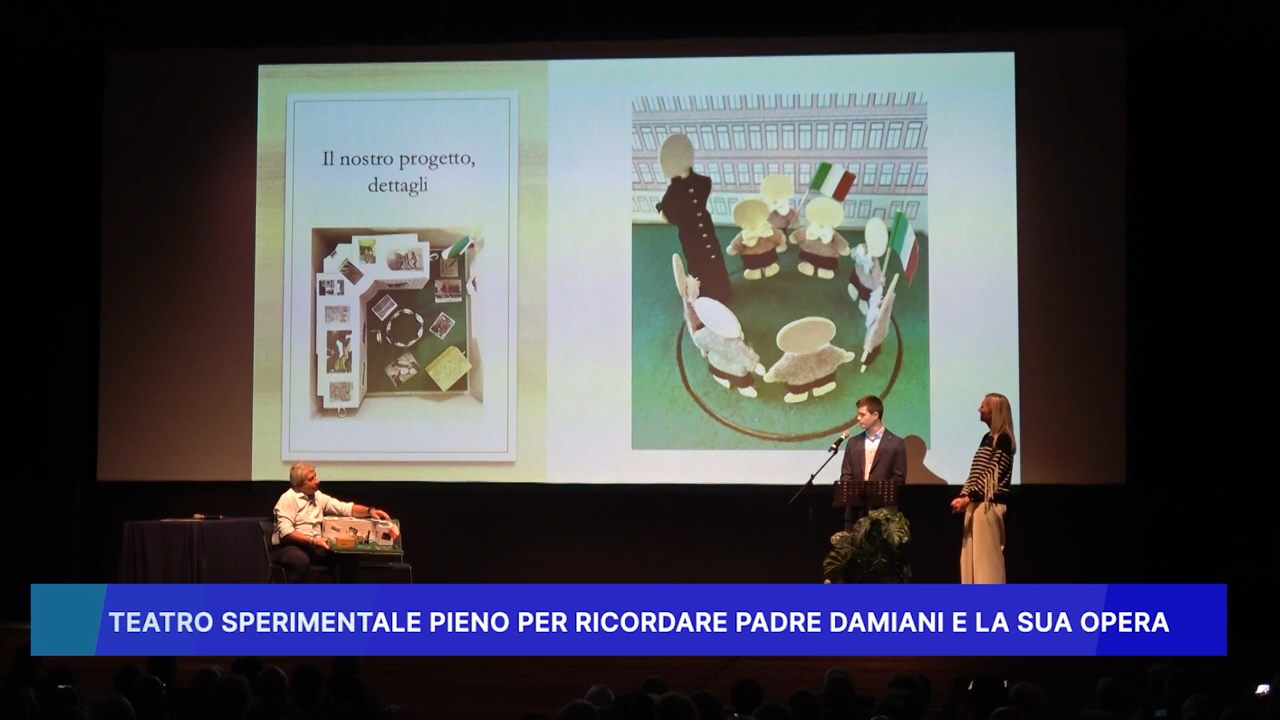 Il nostro progetto,
dettagli
TEATRO SPERIMENTALE PIENO PER RICORDARE PADRE DAMIANI E LA SUA OPERA